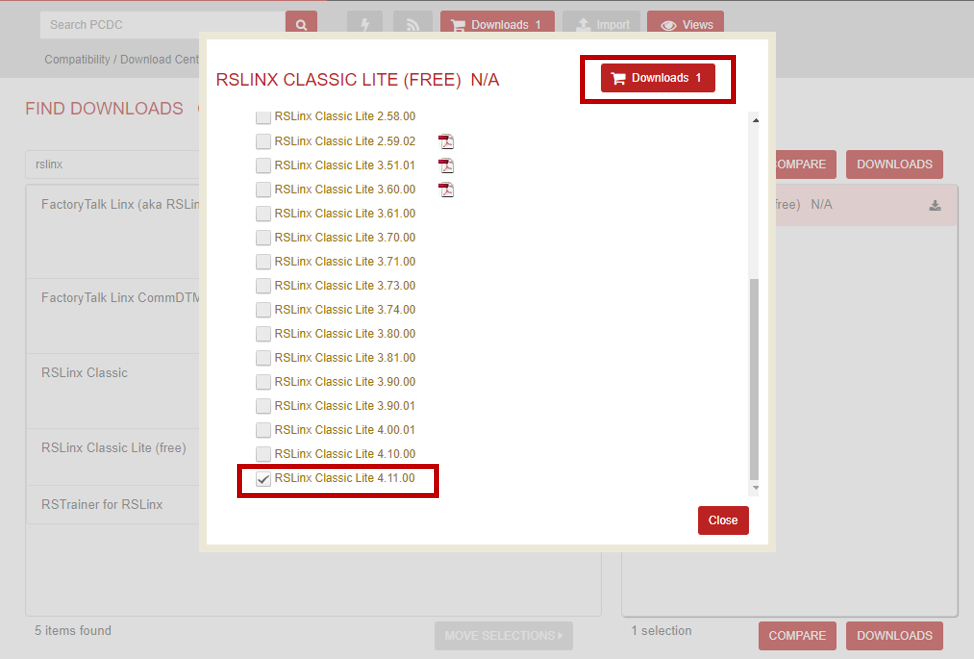 Search PCDC
Downloads 1
Import
Views
Compatibility / Download Cent
FIND DOWNLOADS
RSLINX CLASSIC LITE (FREE) N/A
Downloads 1
rslinx
OMPARE
DOWNLOADS
FactoryTalk Linx (aka RSLin
FactoryTalk Linx CommDTM
RSLinx Classic
RSLinx Classic Lite (free)
RSTrainer for RSLinx
RSLinx Classic Lite 2.58.00
RSLinx Classic Lite 2.59.02
RSLinx Classic Lite 3.51.01
RSLinx Classic Lite 3.60.00
RSLinx Classic Lite 3.61.00
RSLinx Classic Lite 3.70.00
RSLinx Classic Lite 3.71.00
RSLinx Classic Lite 3.73.00
RSLinx Classic Lite 3.74.00
RSLinx Classic Lite 3.80.00
RSLinx Classic Lite 3.81.00
RSLinx Classic Lite 3.90.00
RSLinx Classic Lite 3.90.01
RSLinx Classic Lite 4.00.01
RSLinx Classic Lite 4.10.00
RSLinx Classic Lite 4.11.00
Close
free) N/A
5 items found
MOVE SELECTIONS
1 selection
COMPARE
DOWNLOADS